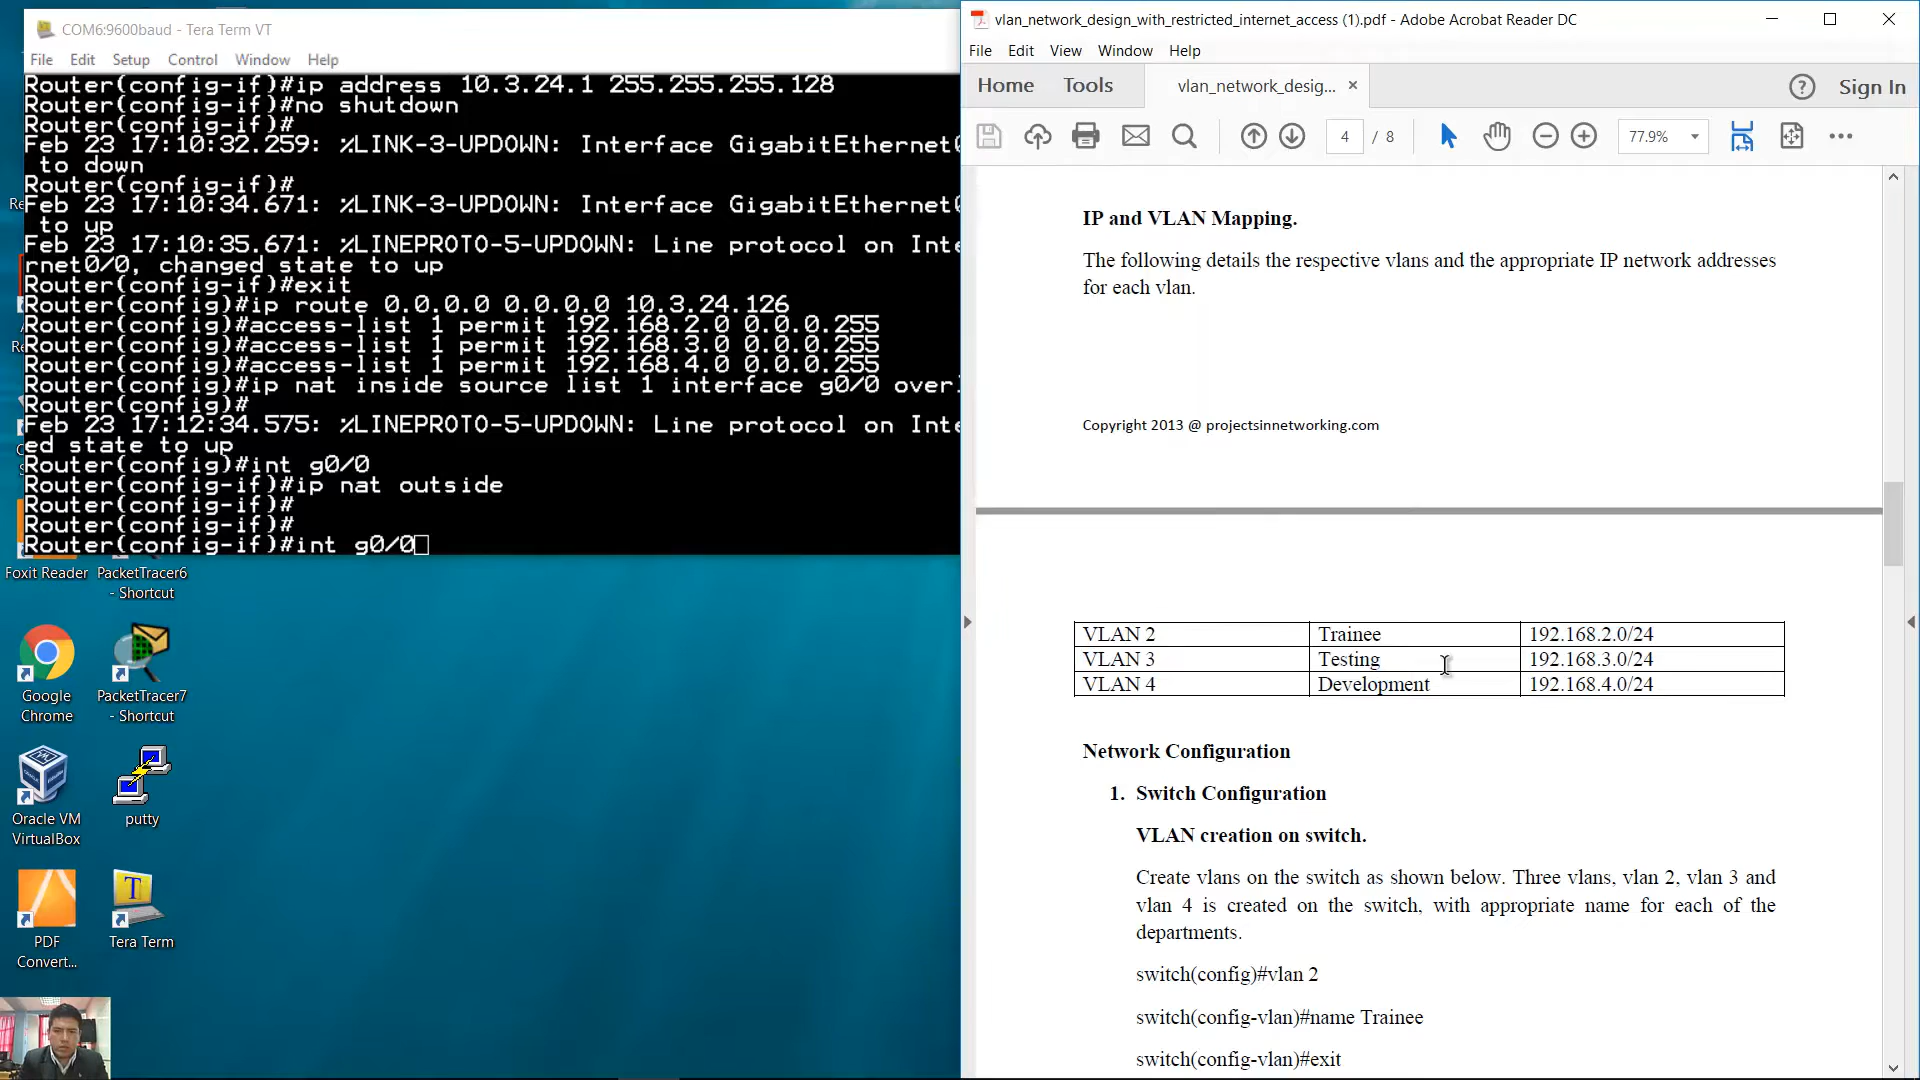 COM6:9600baud - Tera Term VT
File Edit Setup Control Window Help
Router(config-if)#ip address 10.3.24.1 255.255.255.128
Router(config-if)#no shutdown
Router(config-if)#
Feb 23 17:10:32.259: %LINK-3-UPDOWN: Interface GigabitEthernet0
to down
Router(config-if)#
Feb 23 17:10:34.671: %LINK-3-UPDOWN: Interface GigabitEthernet0
to up
Feb 23 17:10:35.671: %LINEPROTO-5-UPDOWN: Line protocol on Inte
rnet0/0, changed state to up
Router(config-if)#exit
Router(config)#ip route 0.0.0.0 0.0.0.0 10.3.24.126
Router(config)#access-list 1 permit 192.168.2.0 0.0.0.255
Router(config)#access-list 1 permit 192.168.3.0 0.0.0.255
Router(config)#access-list 1 permit 192.168.4.0 0.0.0.255
Router(config)#ip nat inside source list 1 interface g0/0 overl
Router(config)#
Feb 23 17:12:34.575: %LINEPROTO-5-UPDOWN: Line protocol on Inte
ed state to up
Router(config)#int g0/0
Router(config-if)#ip nat outside
Router(config-if)#
Router(config-if)#
Router(config-if)#int g0/0
Foxit Reader
PacketTracer6
- Shortcut
Google
Chrome
PacketTracer7
- Shortcut
Oracle VM
VirtualBox
putty
PDF
Convert...
Tera Term
vlan_network_design_with_restricted_internet_access (1).pdf - Adobe Acrobat Reader DC
File Edit View Window Help
Home Tools vlan_network_desig... Sign In
4 / 8 77.9%
IP and VLAN Mapping.
The following details the respective vlans and the appropriate IP network addresses
for each vlan.
Copyright 2013 @ projectsinnetworking.com
VLAN 2 Trainee 192.168.2.0/24
VLAN 3 Testing 192.168.3.0/24
VLAN 4 Development 192.168.4.0/24
Network Configuration
1. Switch Configuration
VLAN creation on switch.
Create vlans on the switch as shown below. Three vlans, vlan 2, vlan 3 and
vlan 4 is created on the switch, with appropriate name for each of the
departments.
switch(config)#vlan 2
switch(config-vlan)#name Trainee
switch(config-vlan)#exit